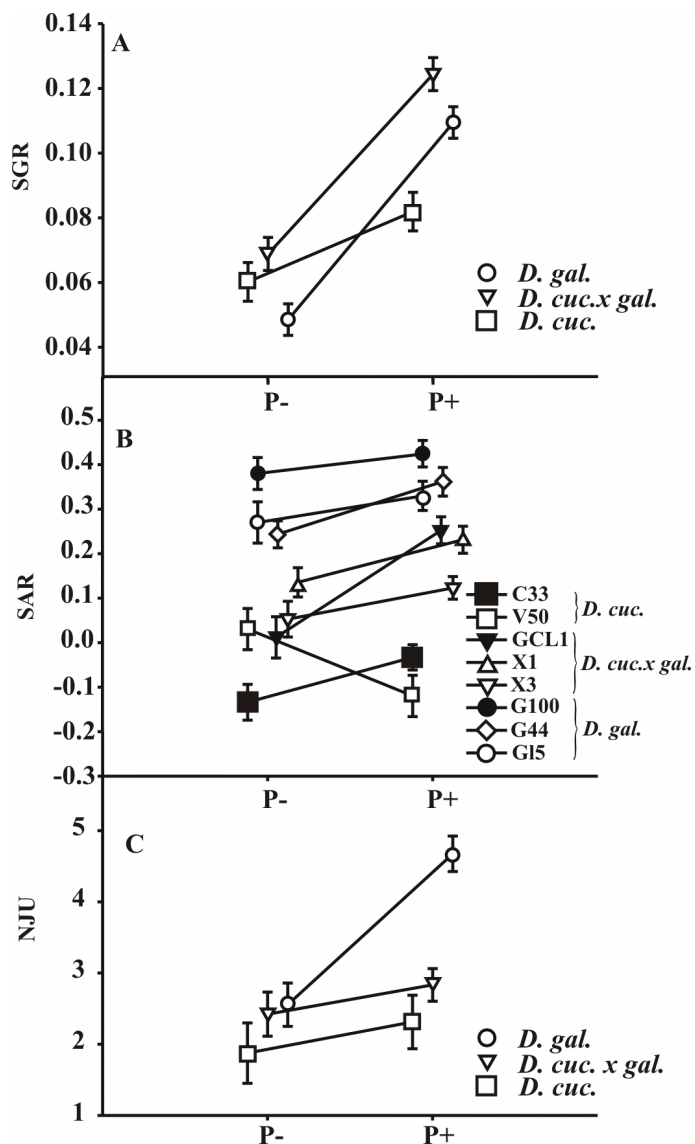 0.14
A
0.12
0.10
SGR
0.08
0.06
0.04
D. gal.
D. cuc.x gal.
D. cuc.
P- P+
0.5
B
0.4
0.3
0.2
0.1
SAR
0.0
-0.1
-0.2
-0.3
C33
V50
D. cuc.
GCL1
X1
D. cuc.x gal.
X3
G100
G44
D. gal.
Gl5
P- P+
5
C
4
NJU
3
2
1
D. gal.
D. cuc. x gal.
D. cuc.
P- P+